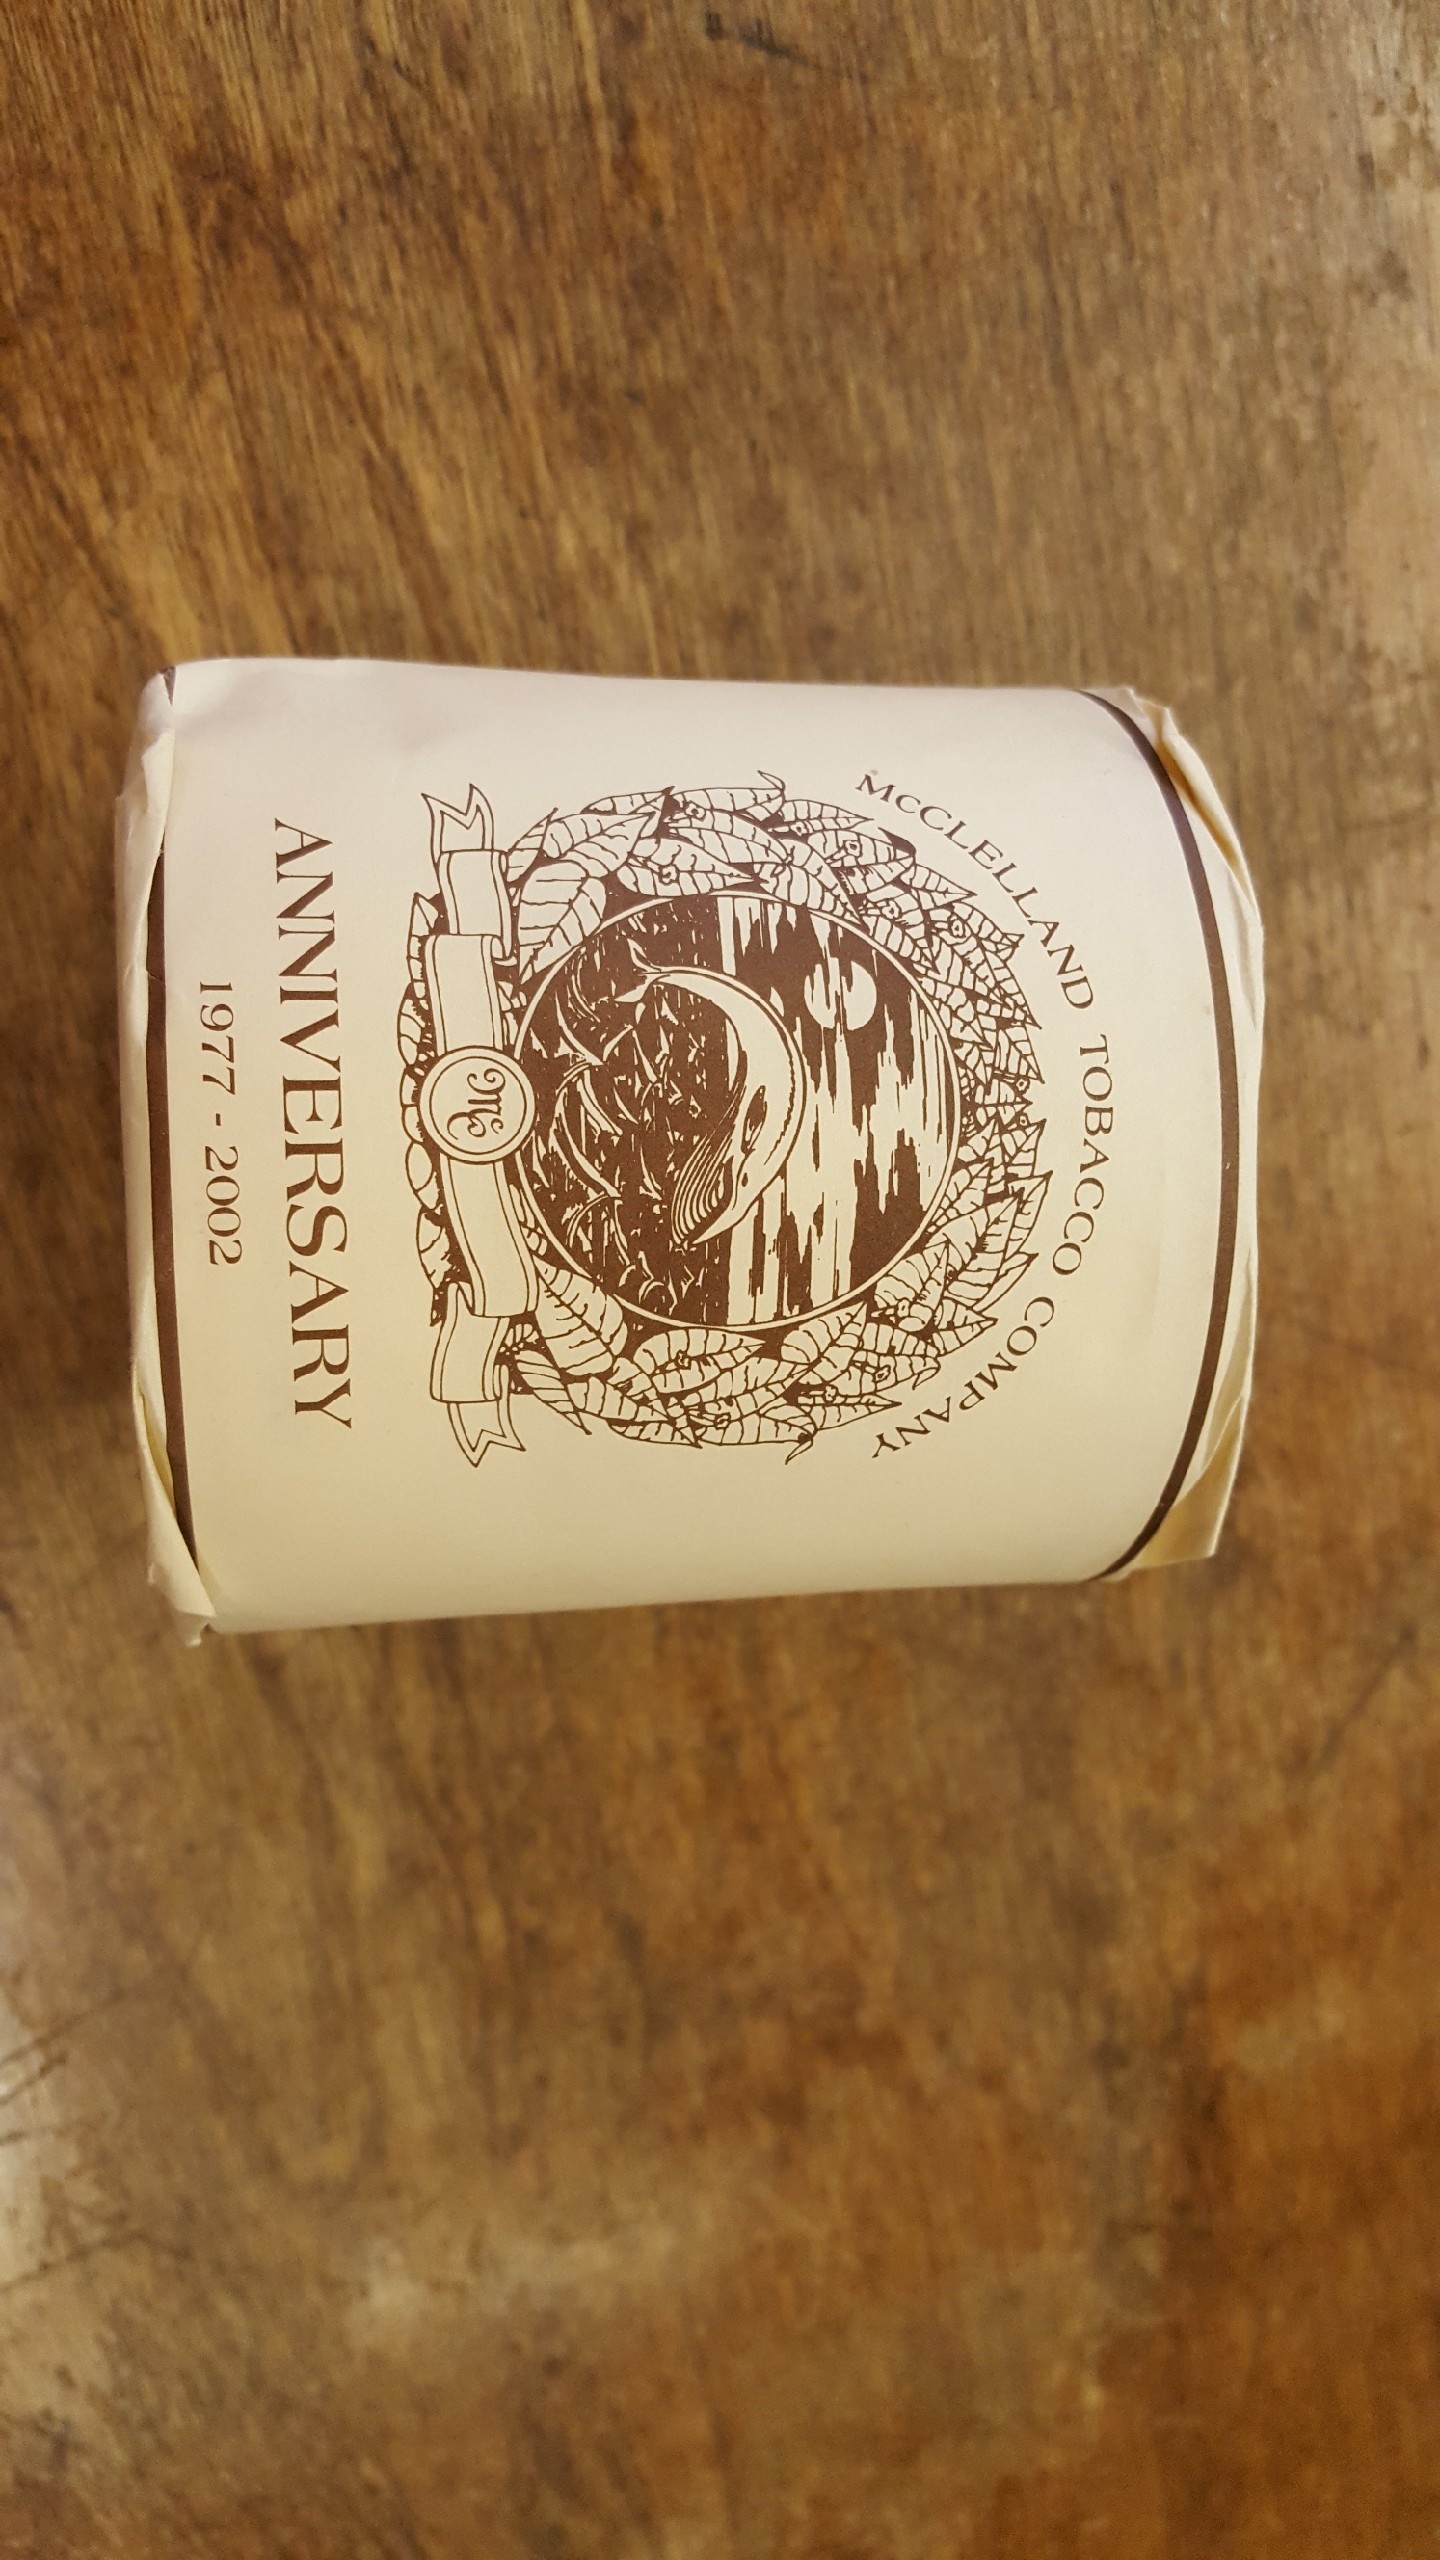 MCCLELLAND TOBACCO COMPANY
Mc
ANNIVERSARY
1977 - 2002